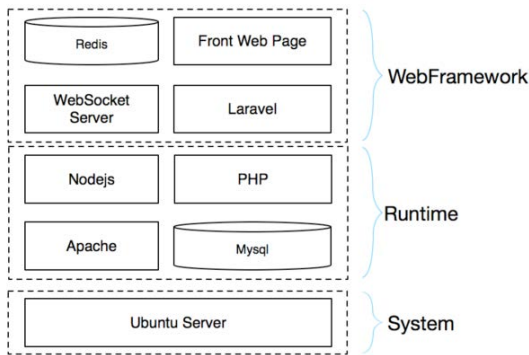 Redis
Front Web Page
WebFramework
WebSocket
Server
Laravel
Nodejs
PHP
Runtime
Apache
Mysql
Ubuntu Server
System